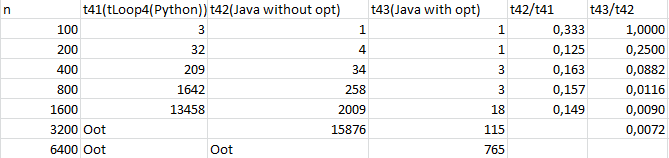 n t41(tLoop4(Python)) t42(Java without opt) t43(Java with opt) t42/t41 t43/t42
100 3 1 1 0,333 1,0000
200 32 4 1 0,125 0,2500
400 209 34 3 0,163 0,0882
800 1642 258 3 0,157 0,0116
1600 13458 2009 18 0,149 0,0090
3200 Oot 15876 115 0,0072
6400 Oot Oot 765